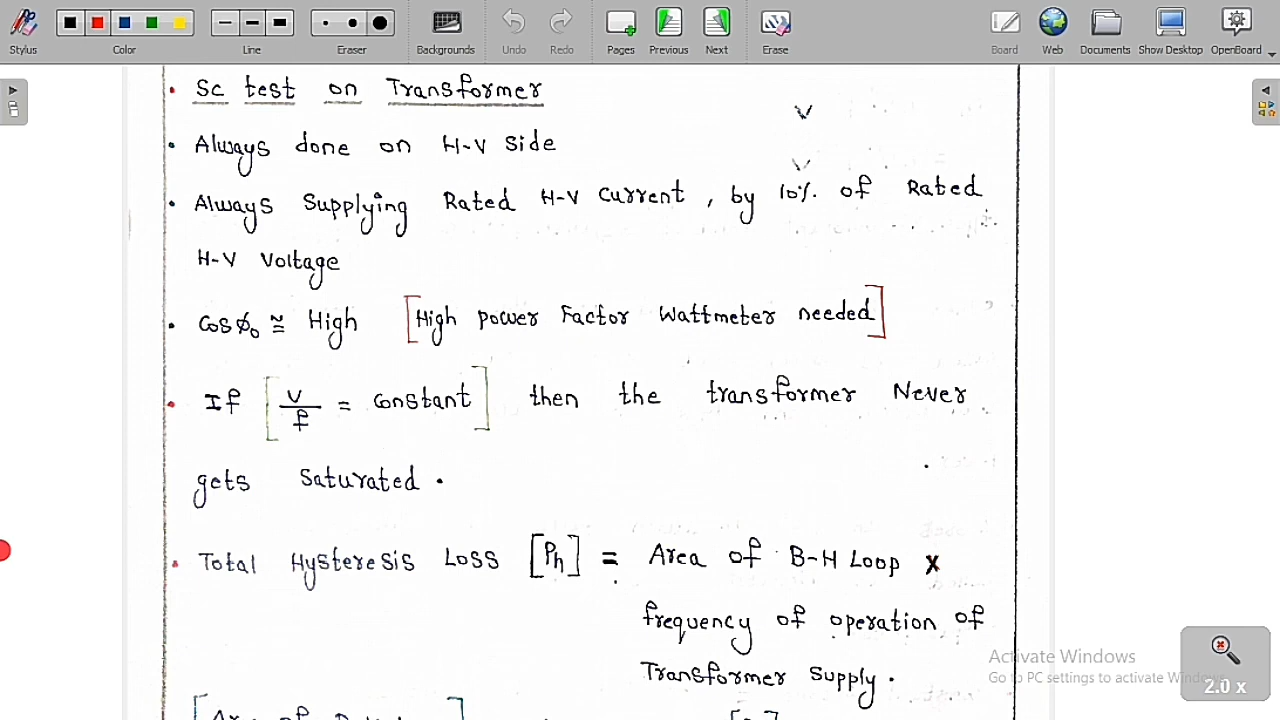 Stylus
Color
Line
Eraser
Backgrounds
Undo
Redo
Pages
Previous
Next
Erase
Board
Web
Documents
Show Desktop
OpenBoard
• Sc test on Transformer
• Always done on H-V side
• Always Supplying Rated H-V Current, by 10% of Rated
H-V Voltage
• Cosϕ₀ ≅ High [High power Factor Wattmeter needed]
• If [V/f = Constant] then the transformer Never
gets Saturated.
• Total Hysteresis Loss [Ph] = Area of B-H Loop x
frequency of operation of
Transformer Supply.
Activate Windows
Go to PC settings to activate Windows.
2.0 x